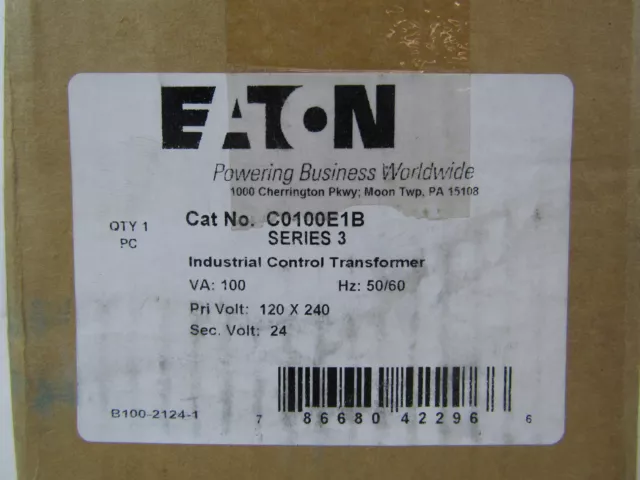 EATON
Powering Business Worldwide
1000 Cherrington Pkwy; Moon Twp, PA 15108
QTY 1
PC
Cat No. C0100E1B
SERIES 3
Industrial Control Transformer
VA: 100 Hz: 50/60
Pri Volt: 120 X 240
Sec. Volt: 24
B100-2124-1
7 86680 42296 6